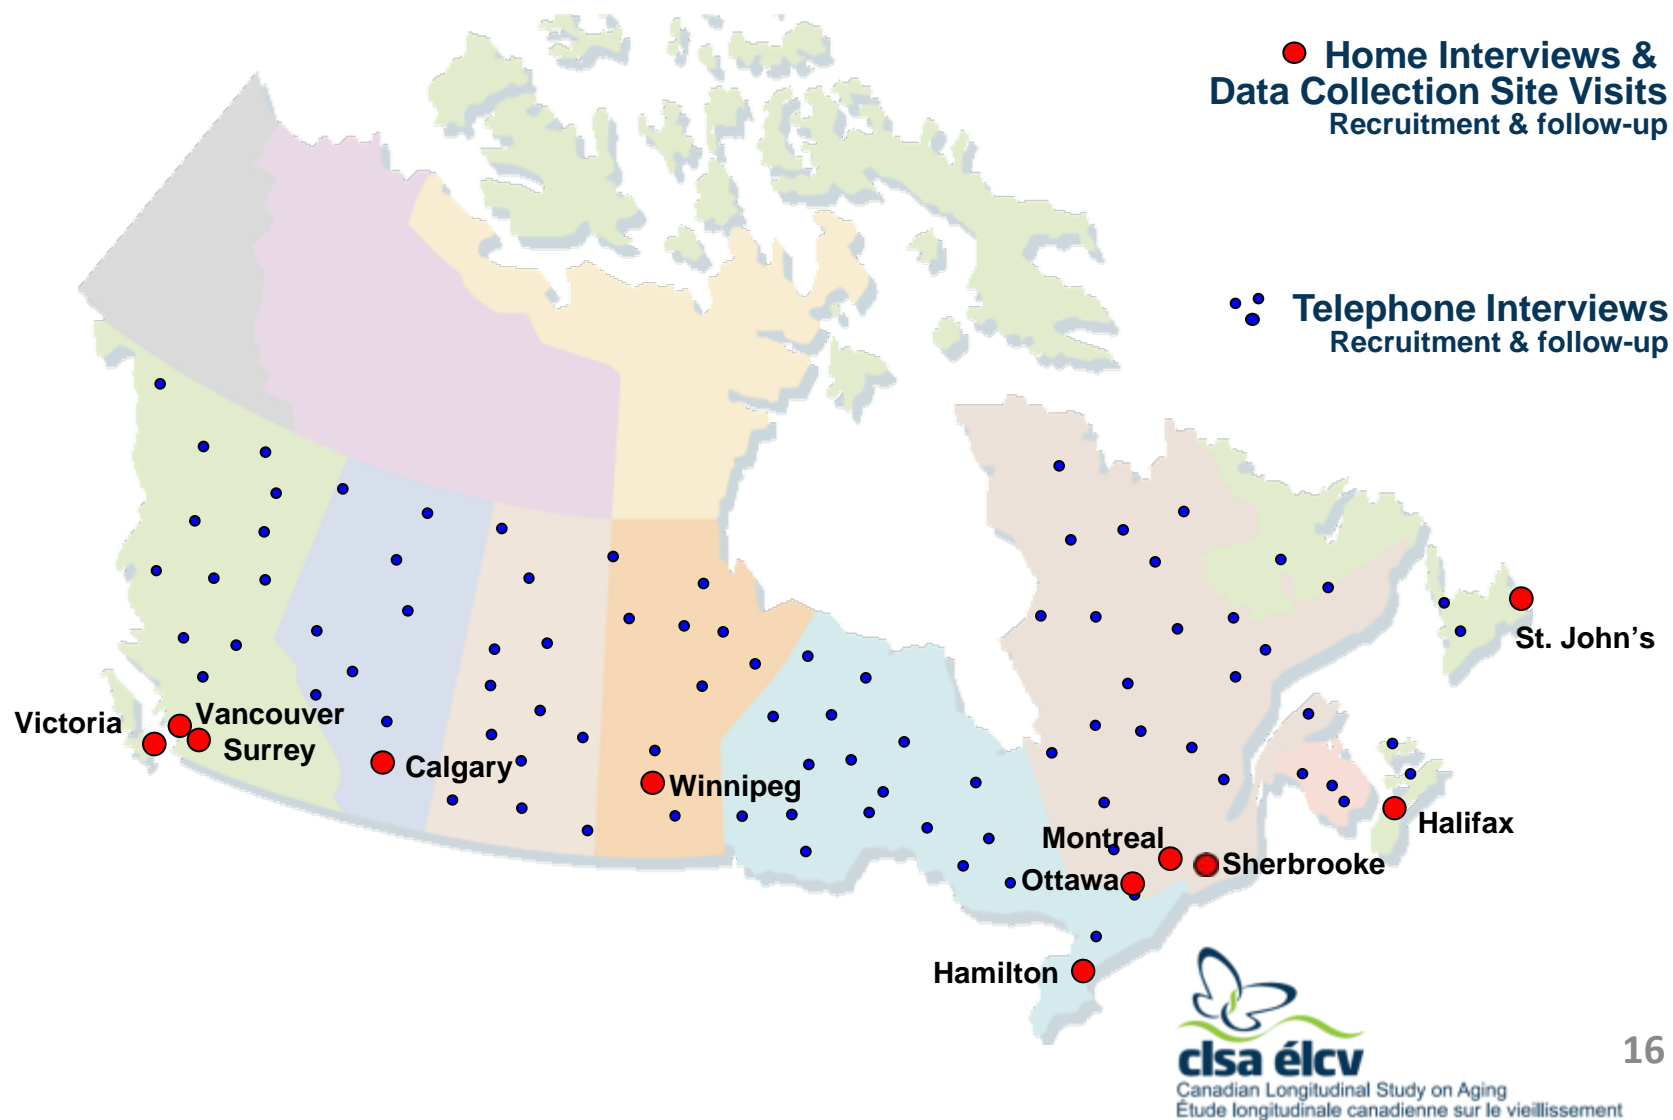 Home Interviews &
Data Collection Site Visits
Recruitment & follow-up
Telephone Interviews
Recruitment & follow-up
St. John’s
Victoria
Vancouver
Surrey
Calgary
Winnipeg
Halifax
Montreal
Sherbrooke
Ottawa
Hamilton
clsa élcv
Canadian Longitudinal Study on Aging
Étude longitudinale canadienne sur le vieillissement
16